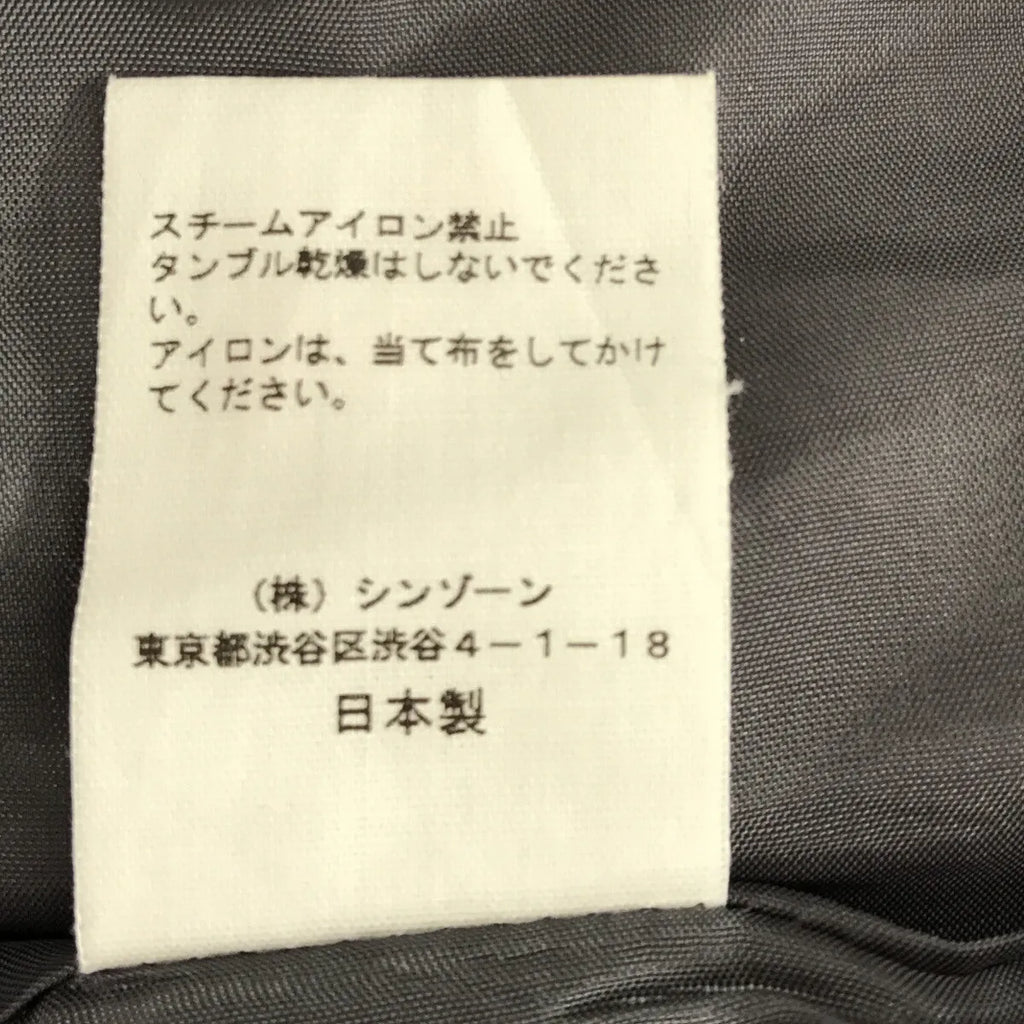 スチームアイロン禁止
タンブル乾燥はしないでくださ
い。
アイロンは、当て布をしてかけ
てください。
（株）シンゾーン
東京都渋谷区渋谷４－１－１８
日本製